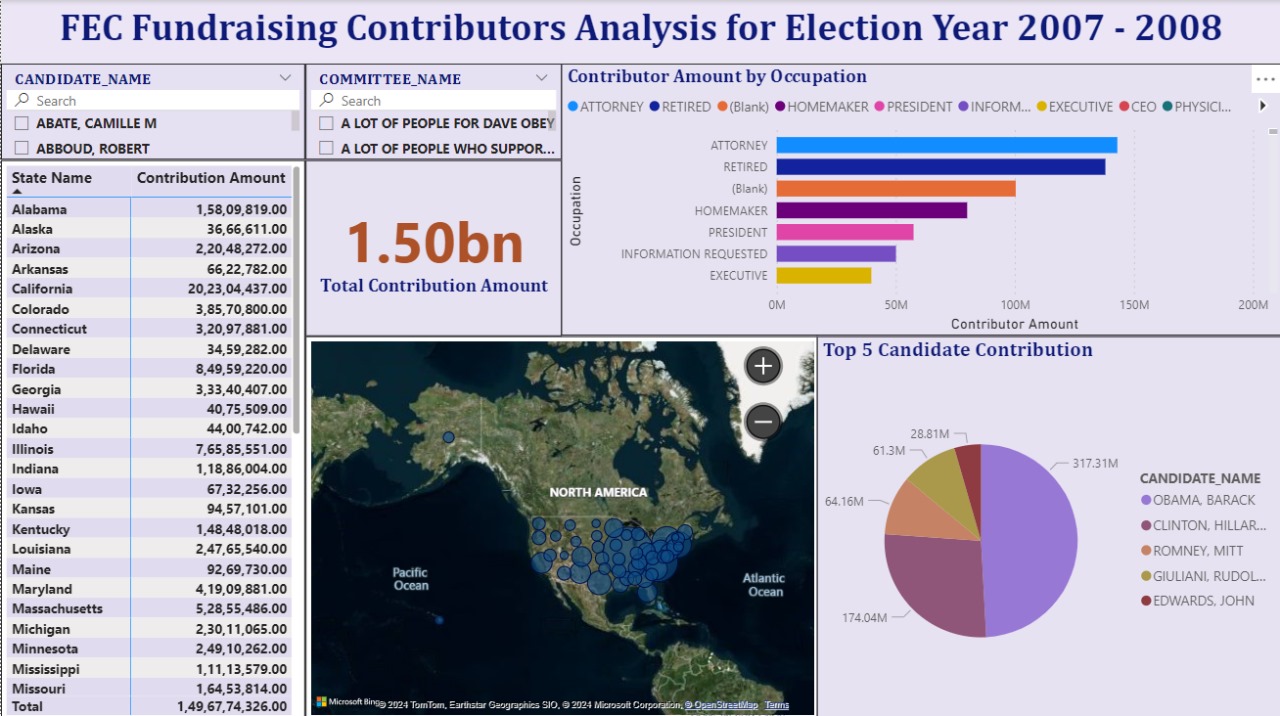 FEC Fundraising Contributors Analysis for Election Year 2007 - 2008
CANDIDATE_NAME
Search
ABATE, CAMILLE M
ABBOUD, ROBERT
COMMITTEE_NAME
Search
A LOT OF PEOPLE FOR DAVE OBEY
A LOT OF PEOPLE WHO SUPPOR...
State Name Contribution Amount
Alabama 1,58,09,819.00
Alaska 36,66,611.00
Arizona 2,20,48,272.00
Arkansas 66,22,782.00
California 20,23,04,437.00
Colorado 3,85,70,800.00
Connecticut 3,20,97,881.00
Delaware 34,59,282.00
Florida 8,49,59,220.00
Georgia 3,33,40,407.00
Hawaii 40,75,509.00
Idaho 44,00,742.00
Illinois 7,65,85,551.00
Indiana 1,18,86,004.00
Iowa 67,32,256.00
Kansas 94,57,101.00
Kentucky 1,48,48,018.00
Louisiana 2,47,65,540.00
Maine 92,69,730.00
Maryland 4,19,09,881.00
Massachusetts 5,28,55,486.00
Michigan 2,30,11,065.00
Minnesota 2,49,10,262.00
Mississippi 1,11,13,579.00
Missouri 1,64,53,814.00
Total 1,49,67,74,326.00
1.50bn
Total Contribution Amount
Contributor Amount by Occupation
ATTORNEY RETIRED (Blank) HOMEMAKER PRESIDENT INFORM... EXECUTIVE CEO PHYSICI...
Occupation
ATTORNEY
RETIRED
(Blank)
HOMEMAKER
PRESIDENT
INFORMATION REQUESTED
EXECUTIVE
0M 50M 100M 150M 200M
Contributor Amount
NORTH AMERICA
Pacific
Ocean
Atlantic
Ocean
Microsoft Bing
© 2024 TomTom, Earthstar Geographics SIO, © 2024 Microsoft Corporation, © OpenStreetMap Terms
Top 5 Candidate Contribution
28.81M
61.3M
64.16M
174.04M
317.31M
CANDIDATE_NAME
OBAMA, BARACK
CLINTON, HILLAR...
ROMNEY, MITT
GIULIANI, RUDOL...
EDWARDS, JOHN